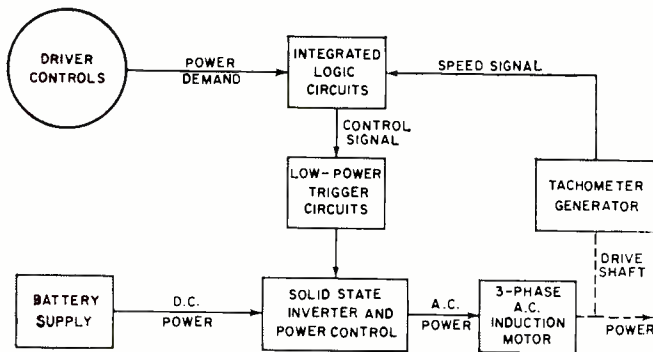 DRIVER
CONTROLS
POWER
DEMAND
INTEGRATED
LOGIC
CIRCUITS
SPEED SIGNAL
CONTROL
SIGNAL
LOW-POWER
TRIGGER
CIRCUITS
TACHOMETER
GENERATOR
DRIVE
SHAFT
BATTERY
SUPPLY
D.C.
POWER
SOLID STATE
INVERTER AND
POWER CONTROL
A.C.
POWER
3-PHASE
A.C.
INDUCTION
MOTOR
POWER